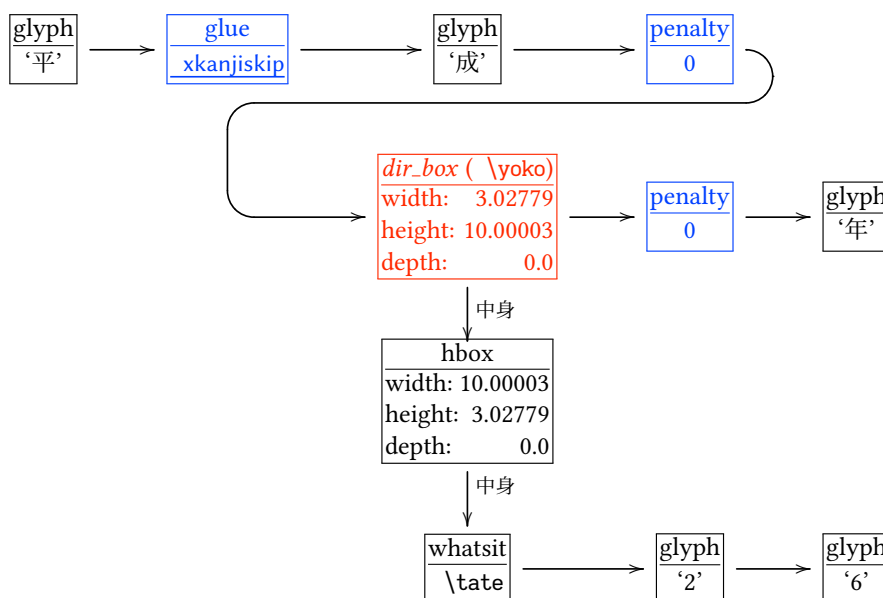 glyph
‘平’
glue
xkanjiskip
glyph
‘成’
penalty
0
dir_box ( \yoko)
width: 3.02779
height: 10.00003
depth: 0.0
penalty
0
glyph
‘年’
中身
hbox
width: 10.00003
height: 3.02779
depth: 0.0
中身
whatsit
\tate
glyph
‘2’
glyph
‘6’